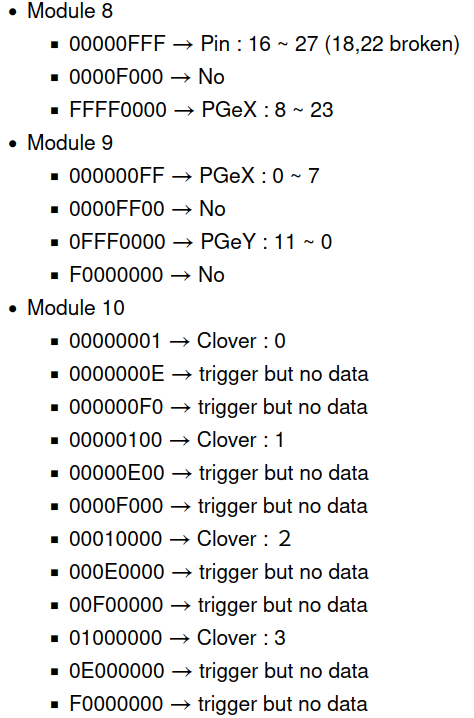 • Module 8
▪ 00000FFF → Pin : 16 ~ 27 (18,22 broken)
▪ 0000F000 → No
▪ FFFF0000 → PGeX : 8 ~ 23
• Module 9
▪ 000000FF → PGeX : 0 ~ 7
▪ 0000FF00 → No
▪ 0FFF0000 → PGeY : 11 ~ 0
▪ F0000000 → No
• Module 10
▪ 00000001 → Clover : 0
▪ 0000000E → trigger but no data
▪ 000000F0 → trigger but no data
▪ 00000100 → Clover : 1
▪ 00000E00 → trigger but no data
▪ 0000F000 → trigger but no data
▪ 00010000 → Clover : 2
▪ 000E0000 → trigger but no data
▪ 00F00000 → trigger but no data
▪ 01000000 → Clover : 3
▪ 0E000000 → trigger but no data
▪ F0000000 → trigger but no data